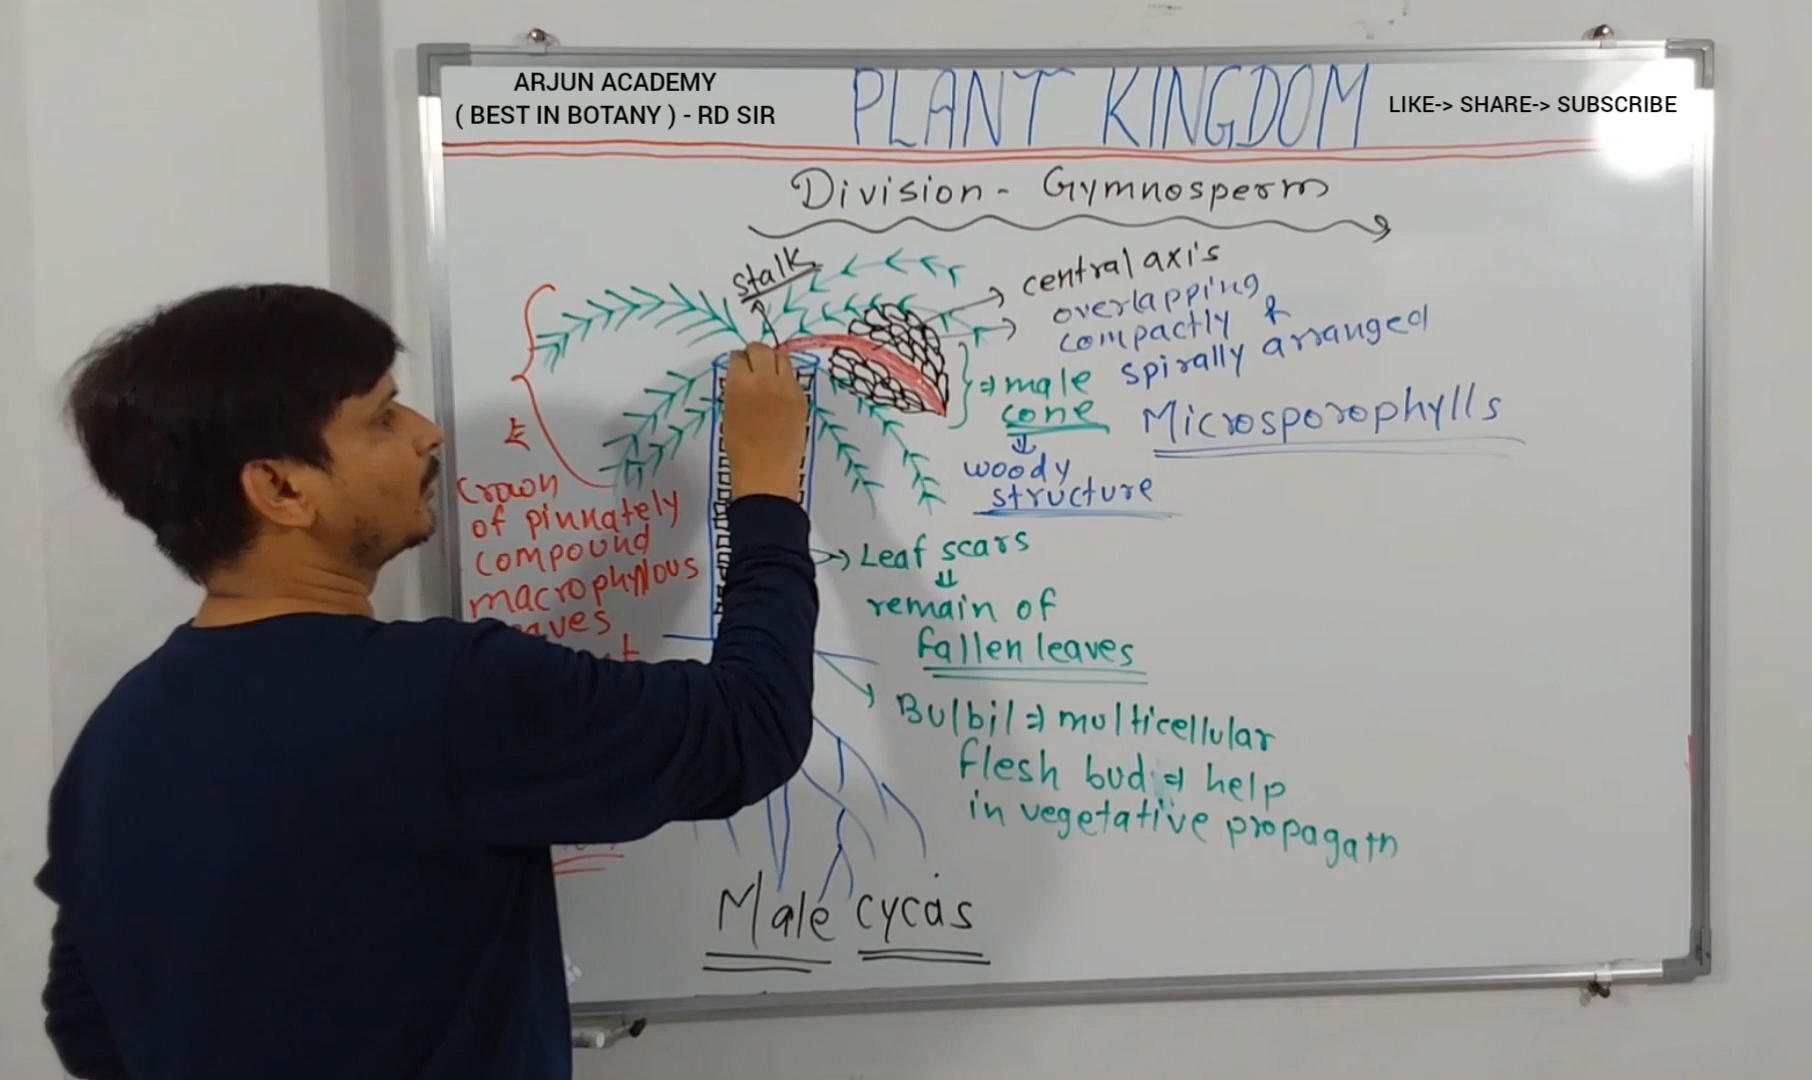 ARJUN ACADEMY
( BEST IN BOTANY ) - RD SIR
PLANT KINGDOM
LIKE-> SHARE-> SUBSCRIBE
Division - Gymnosperm
Stalk
central axis
overlapping
compactly &
spirally arranged
Microsporophylls
⇒ male
cone
⇓
woody
structure
Crown
of pinnately
compound
macrophyllous
Leaf scars
⇓
remain of
fallen leaves
Bulbil ⇒ multicellular
flesh bud ⇒ help
in vegetative propagatn
Male cycas